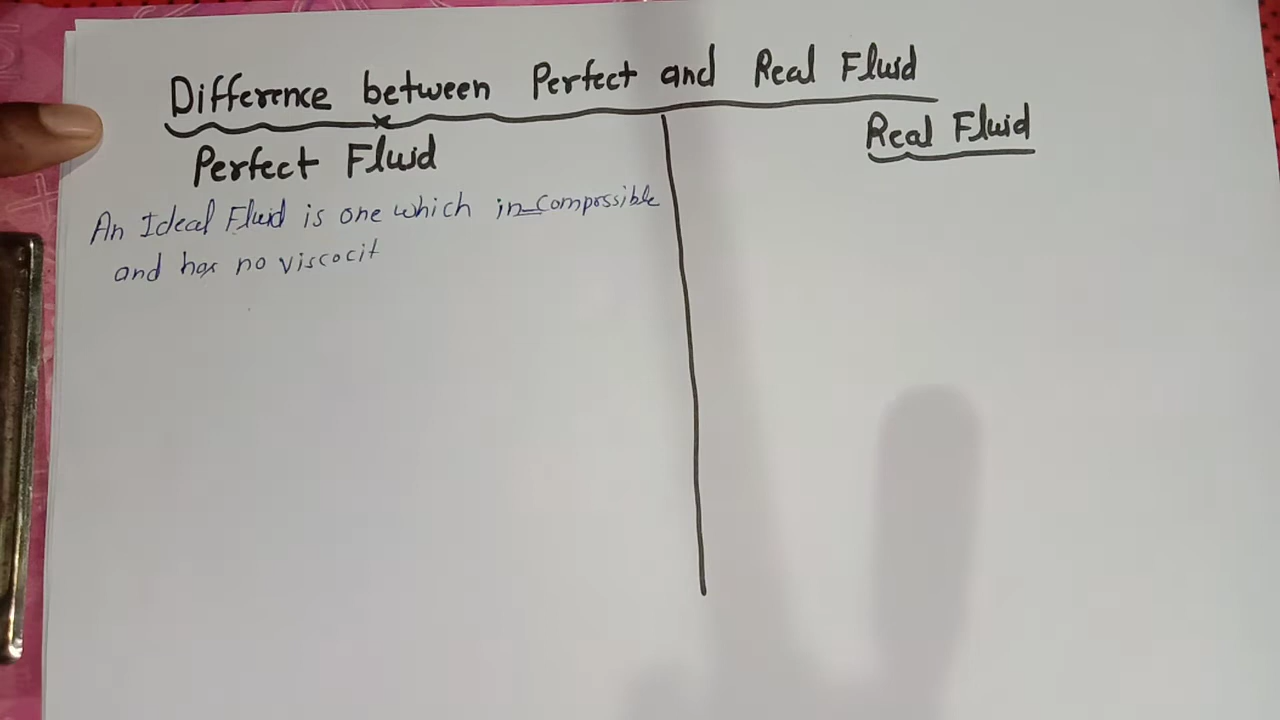 Difference between Perfect and Real Fluid
Perfect Fluid
Real Fluid
An Ideal Fluid is one which in-compossible
and has no viscocit